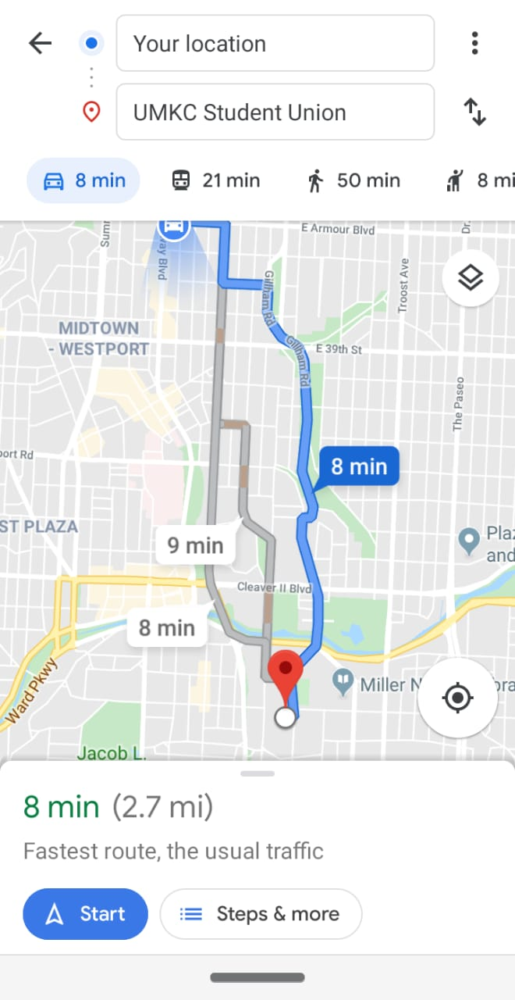 Your location
UMKC Student Union
8 min
21 min
50 min
8 mi
E Armour Blvd
Dr.
Summ
way Blvd
Gillham Rd
Troost Ave
MIDTOWN
- WESTPORT
Gillham Rd
E 39th St
The Paseo
port Rd
8 min
ST PLAZA
Plaz
and
9 min
Cleaver II Blvd
8 min
Ward Pkwy
Miller N
bra
Jacob L.
8 min (2.7 mi)
Fastest route, the usual traffic
Start
Steps & more